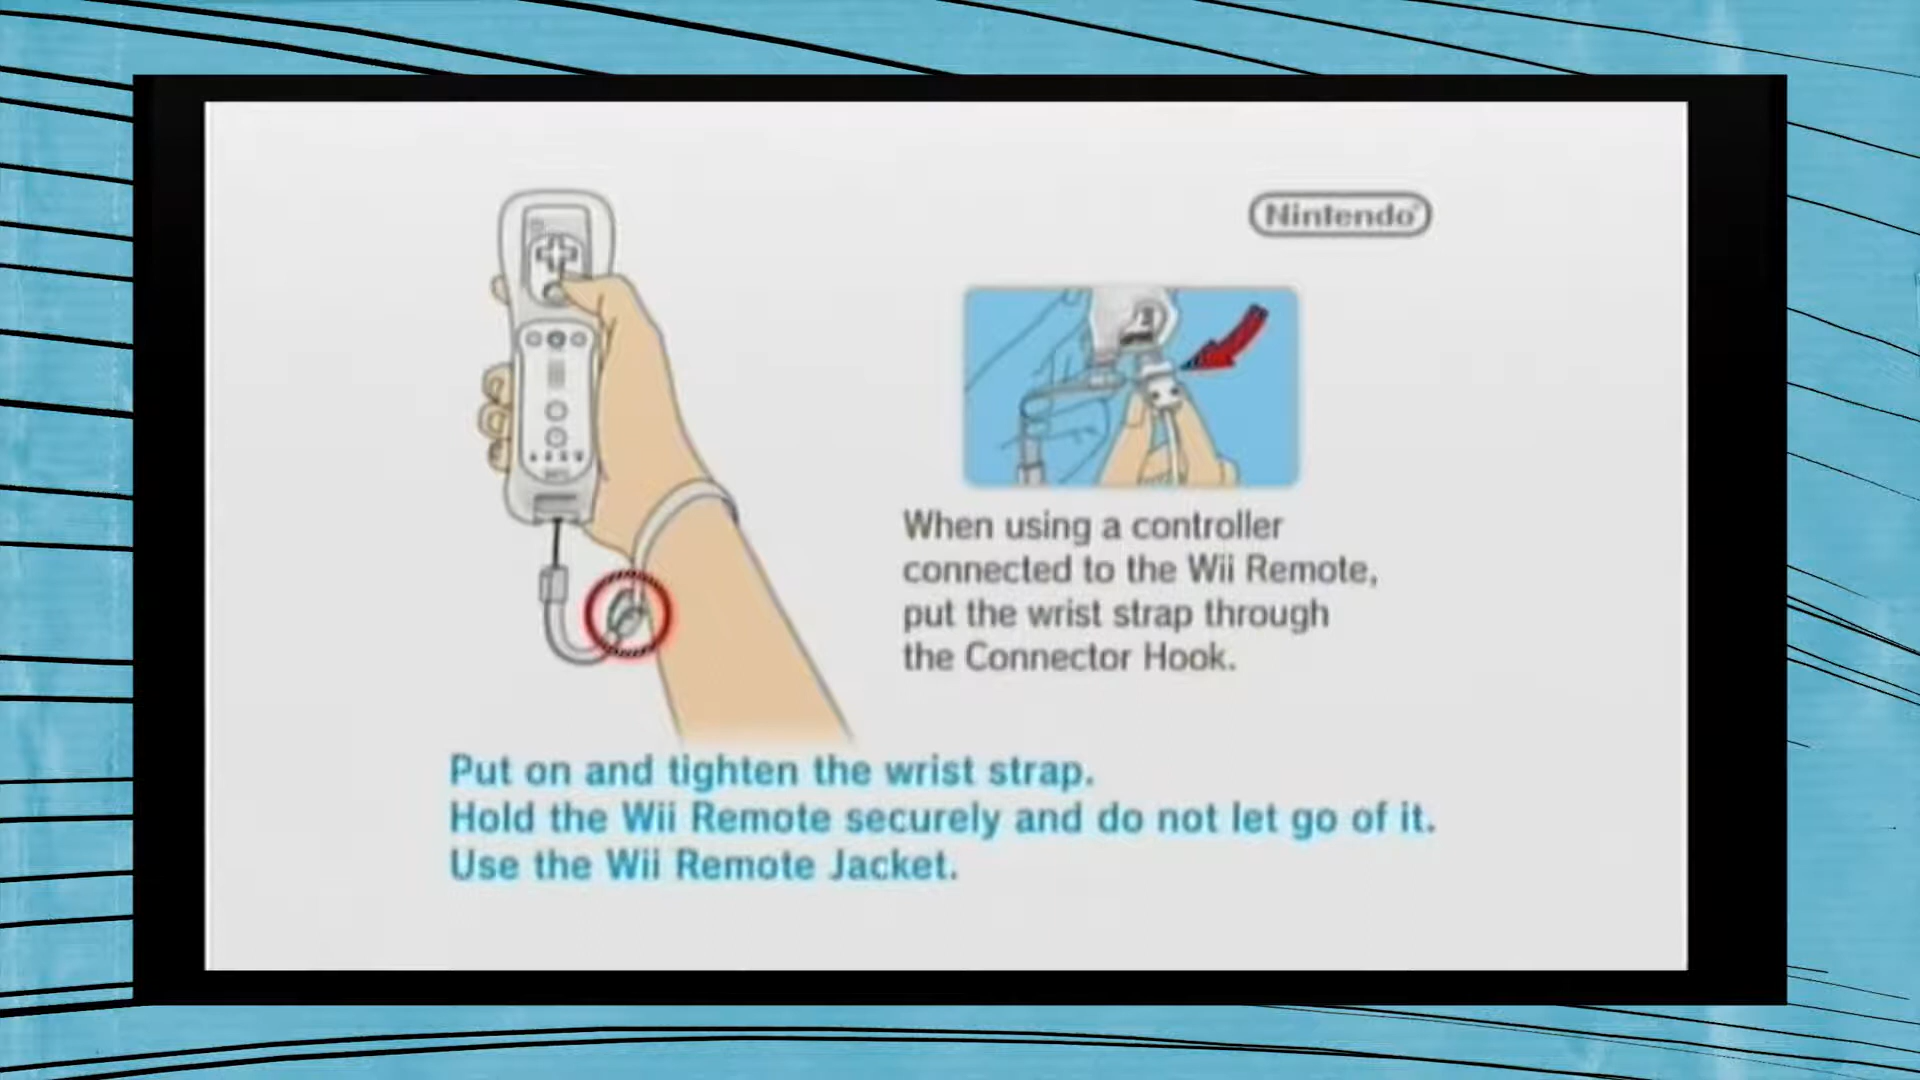 Nintendo
When using a controller
connected to the Wii Remote,
put the wrist strap through
the Connector Hook.
Put on and tighten the wrist strap.
Hold the Wii Remote securely and do not let go of it.
Use the Wii Remote Jacket.